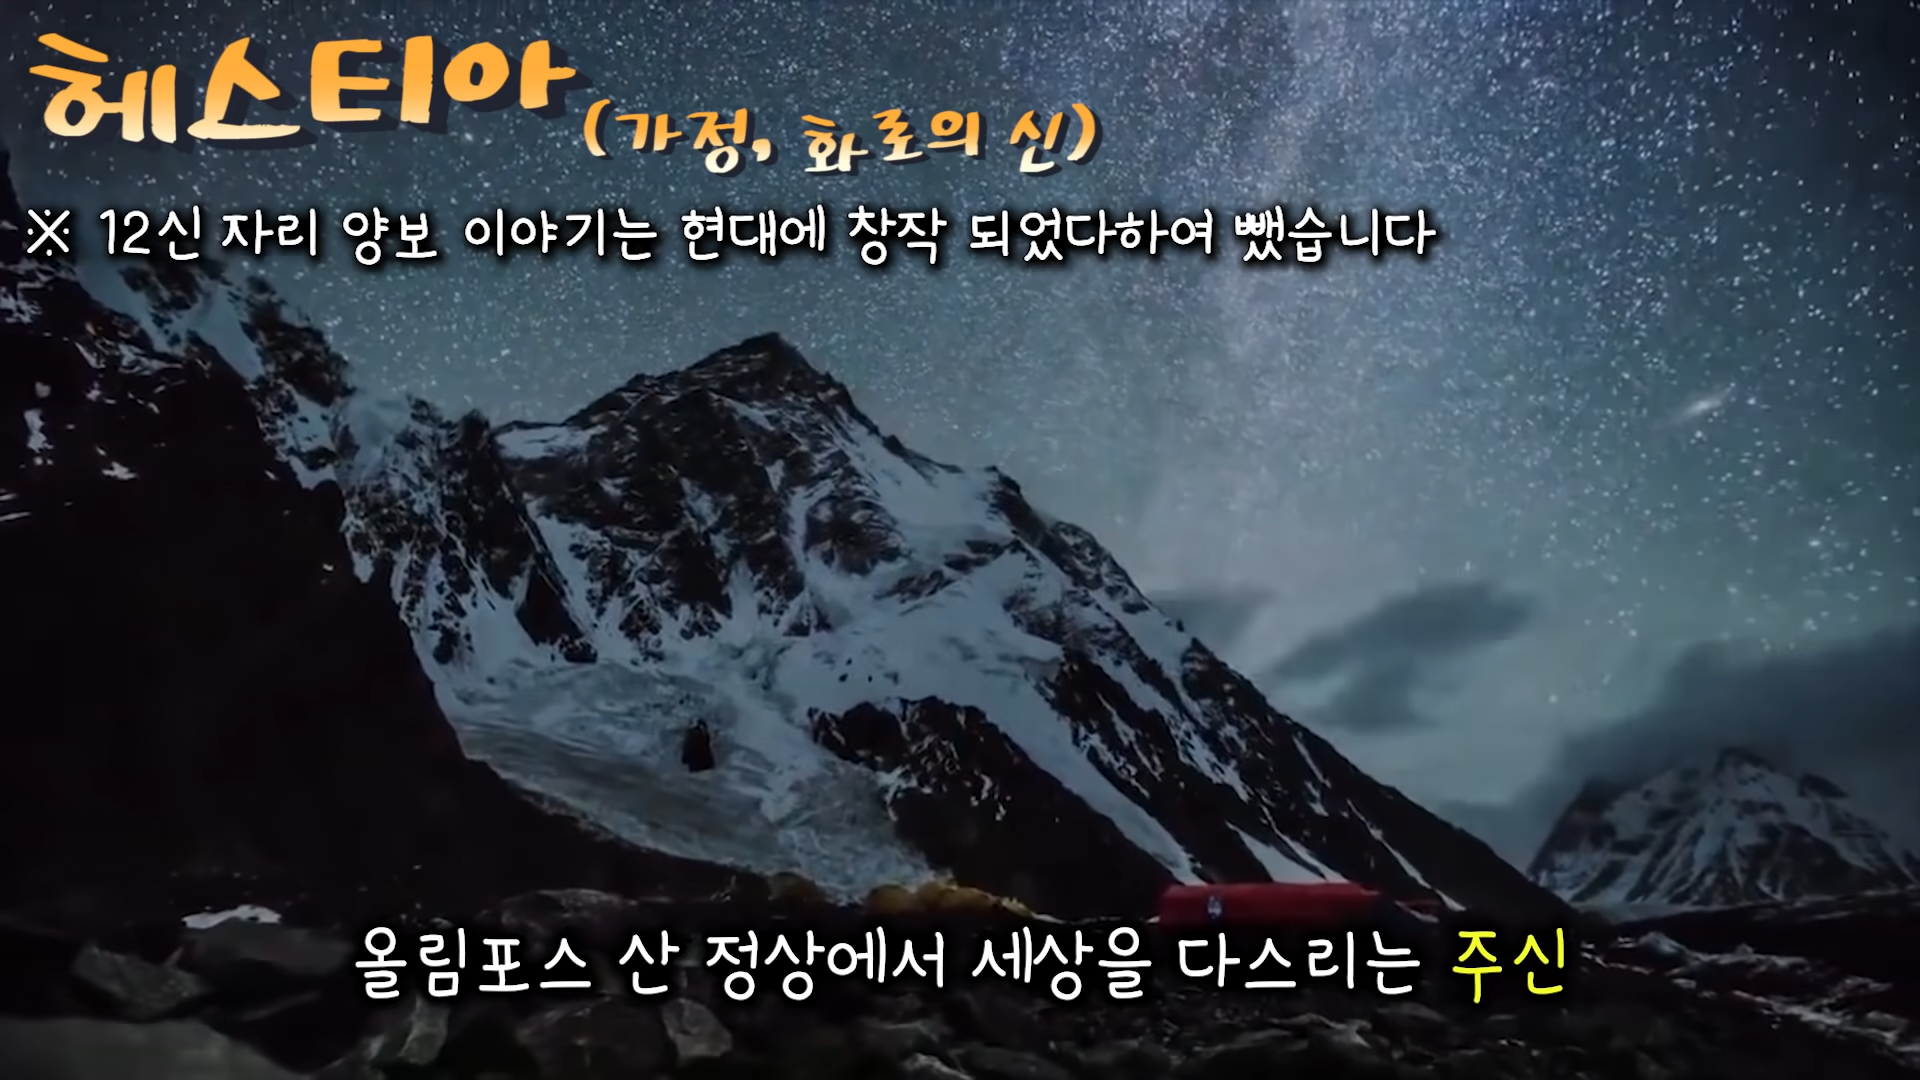 헤스티아 (가정, 화로의 신)
※ 12신 자리 양보 이야기는 현대에 창작 되었다하여 뺐습니다
올림포스 산 정상에서 세상을 다스리는 주신